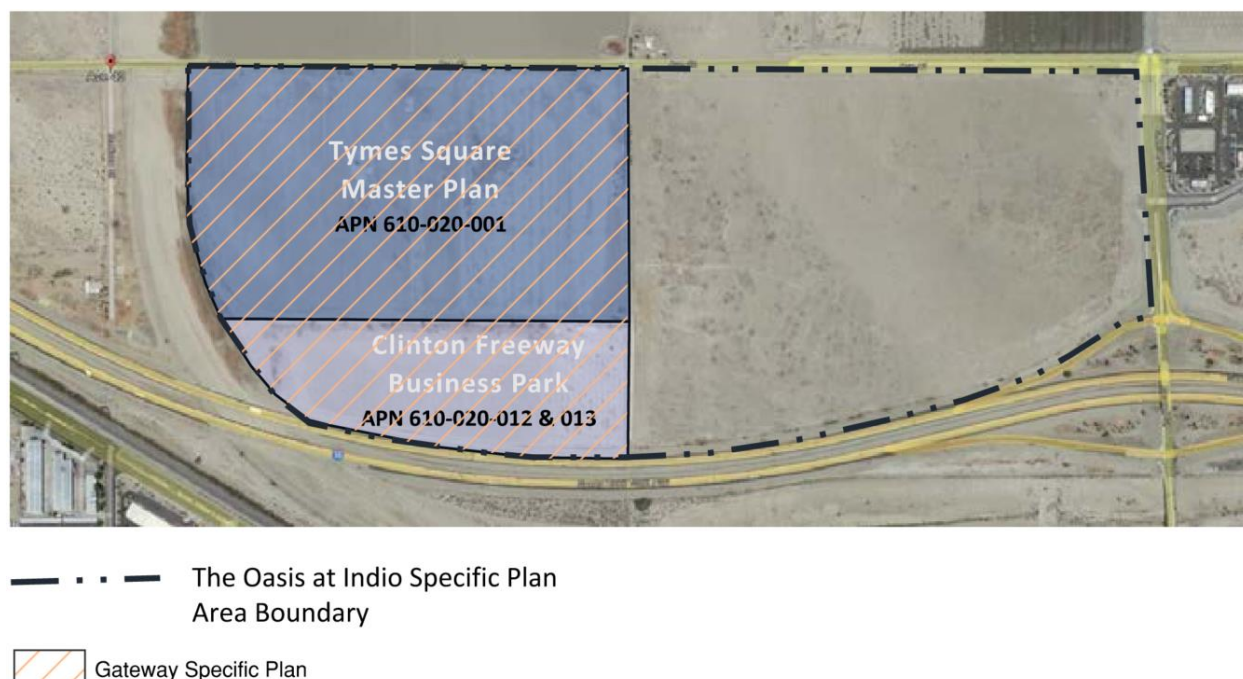 Tymes Square
Master Plan
APN 610-020-001
Clinton Freeway
Business Park
APN 610-020-012 & 013
The Oasis at Indio Specific Plan
Area Boundary
Gateway Specific Plan